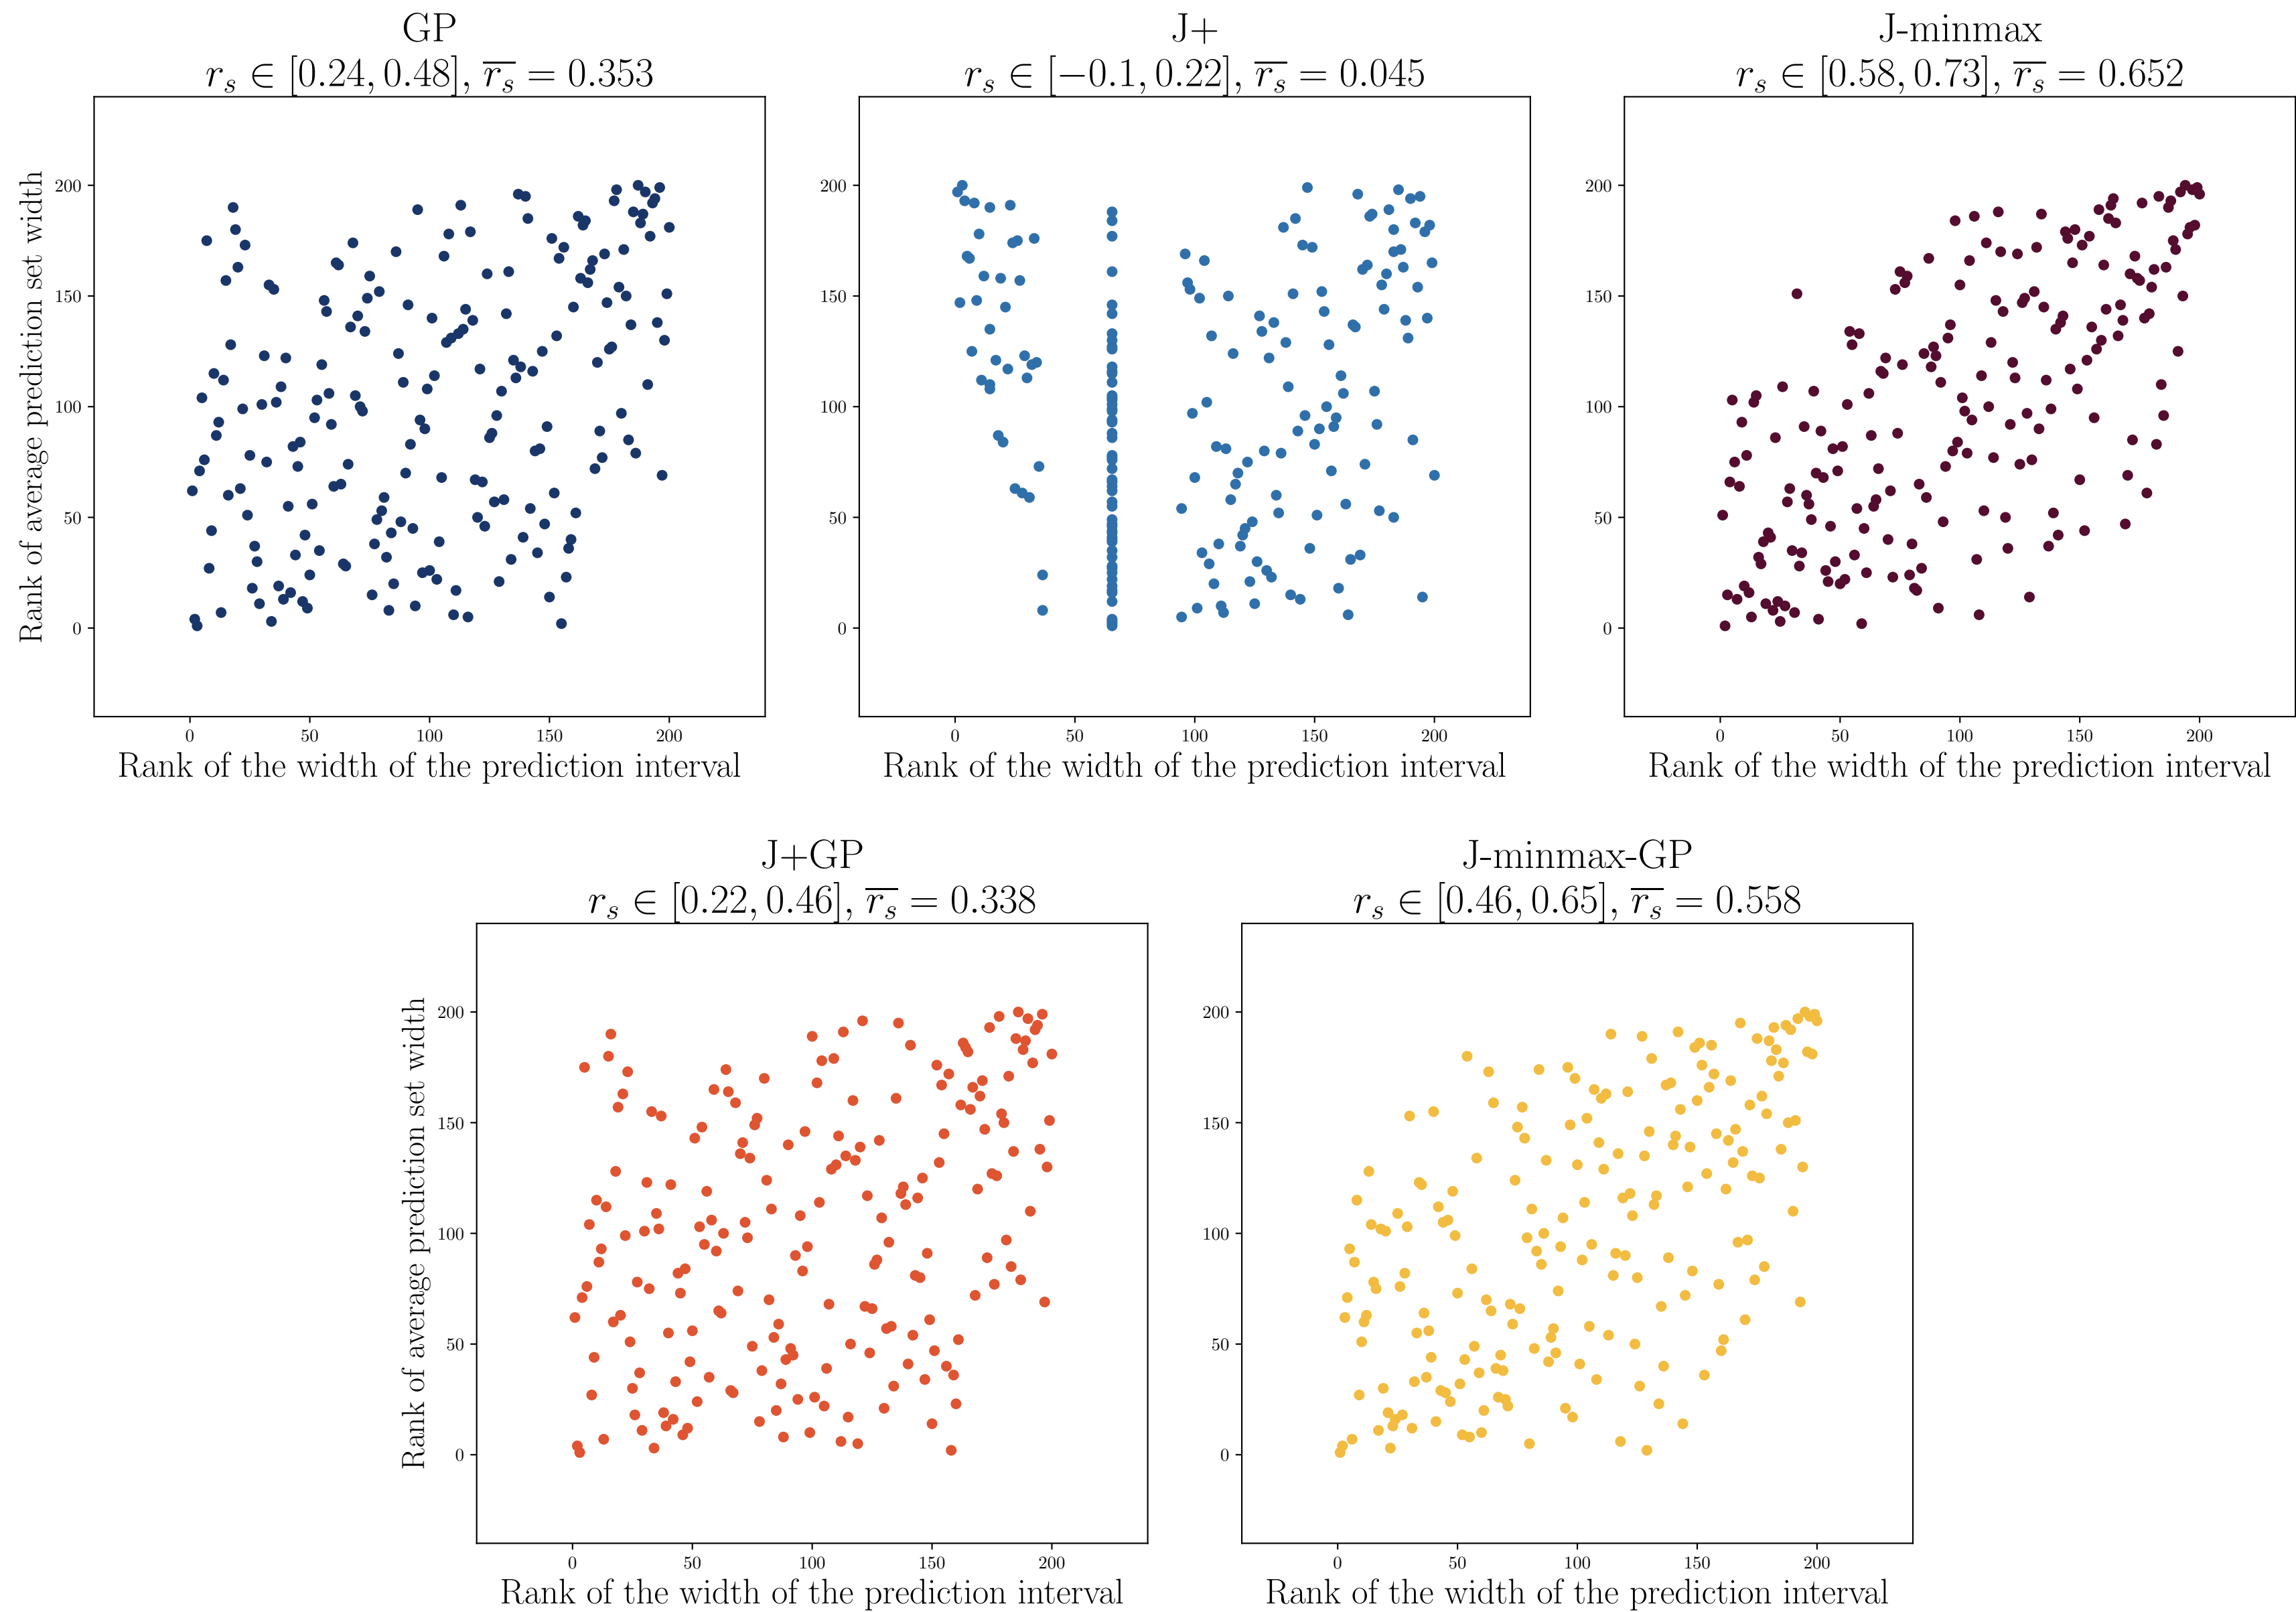 GP
r_s ∈ [0.24, 0.48], \overline{r_s} = 0.353
Rank of average prediction set width
200
150
100
50
0
0 50 100 150 200
Rank of the width of the prediction interval
J+
r_s ∈ [−0.1, 0.22], \overline{r_s} = 0.045
200
150
100
50
0
0 50 100 150 200
Rank of the width of the prediction interval
J-minmax
r_s ∈ [0.58, 0.73], \overline{r_s} = 0.652
200
150
100
50
0
0 50 100 150 200
Rank of the width of the prediction interval
J+GP
r_s ∈ [0.22, 0.46], \overline{r_s} = 0.338
Rank of average prediction set width
200
150
100
50
0
0 50 100 150 200
Rank of the width of the prediction interval
J-minmax-GP
r_s ∈ [0.46, 0.65], \overline{r_s} = 0.558
200
150
100
50
0
0 50 100 150 200
Rank of the width of the prediction interval